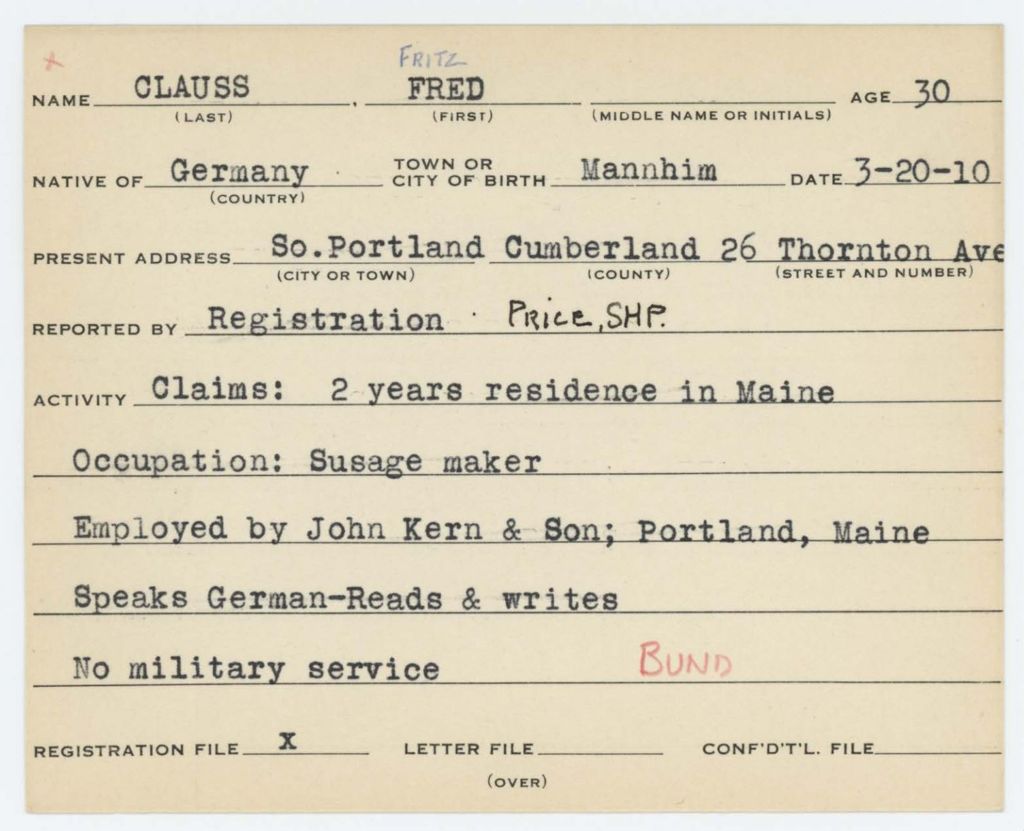 x FRITZ
NAME CLAUSS . FRED AGE 30
(LAST) (FIRST) (MIDDLE NAME OR INITIALS)
NATIVE OF Germany TOWN OR CITY OF BIRTH Mannhim DATE 3-20-10
(COUNTRY)
PRESENT ADDRESS So.Portland Cumberland 26 Thornton Ave
(CITY OR TOWN) (COUNTY) (STREET AND NUMBER)
REPORTED BY Registration PRICE, SHP.
ACTIVITY Claims: 2 years residence in Maine
Occupation: Susage maker
Employed by John Kern & Son; Portland, Maine
Speaks German-Reads & writes
No military service BUND
REGISTRATION FILE X LETTER FILE CONF'D'T'L. FILE
(OVER)